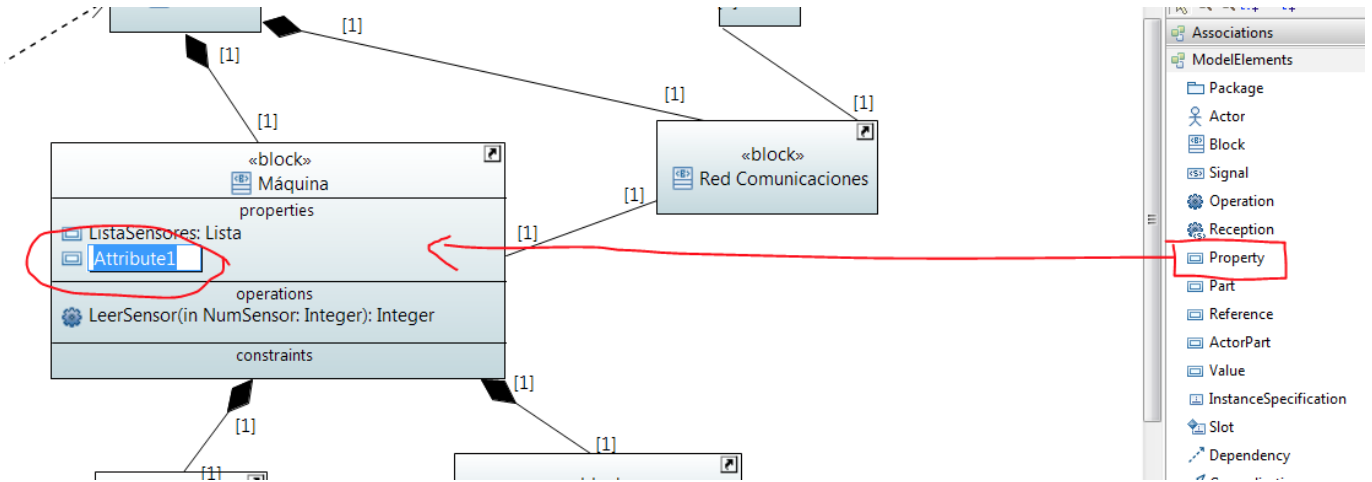 [1]
[1]
[1]
[1]
[1]
«block»
Máquina
properties
ListaSensores: Lista
Attribute1
operations
LeerSensor(in NumSensor: Integer): Integer
constraints
«block»
Red Comunicaciones
[1]
[1]
[1]
[1]
[1]
[1]
Associations
ModelElements
Package
Actor
Block
Signal
Operation
Reception
Property
Part
Reference
ActorPart
Value
InstanceSpecification
Slot
Dependency